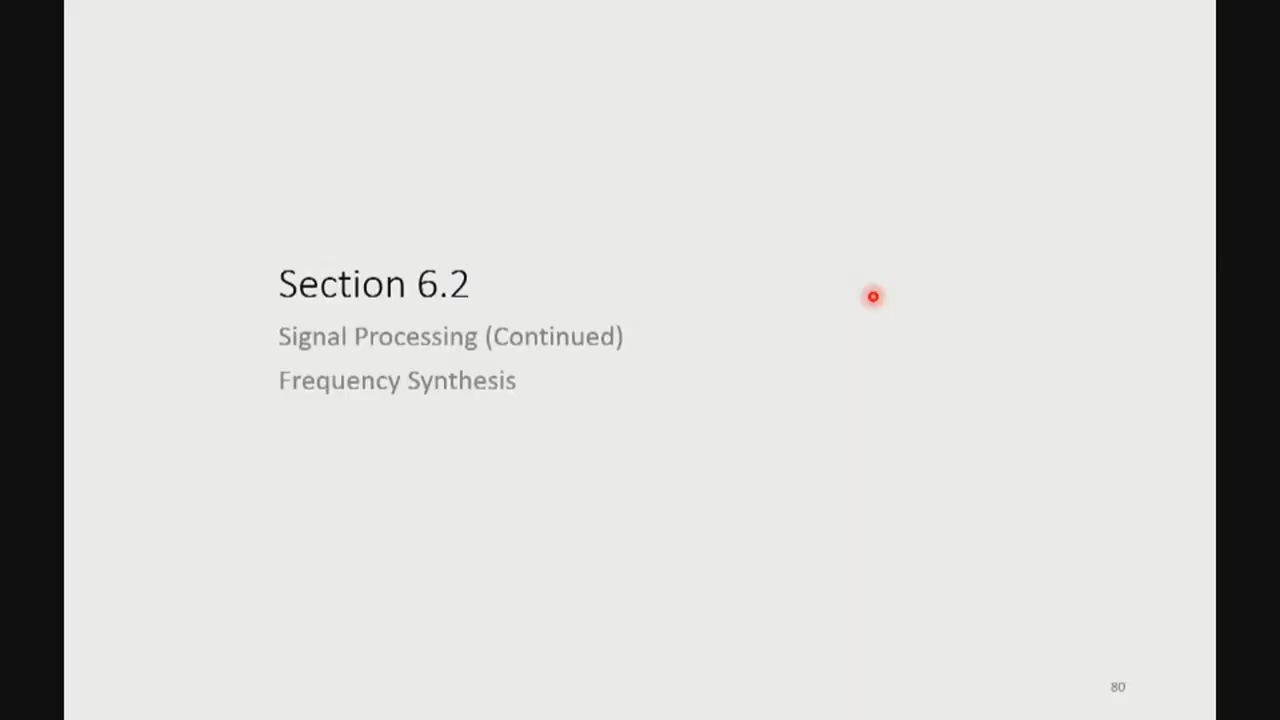 Section 6.2
Signal Processing (Continued)
Frequency Synthesis
80